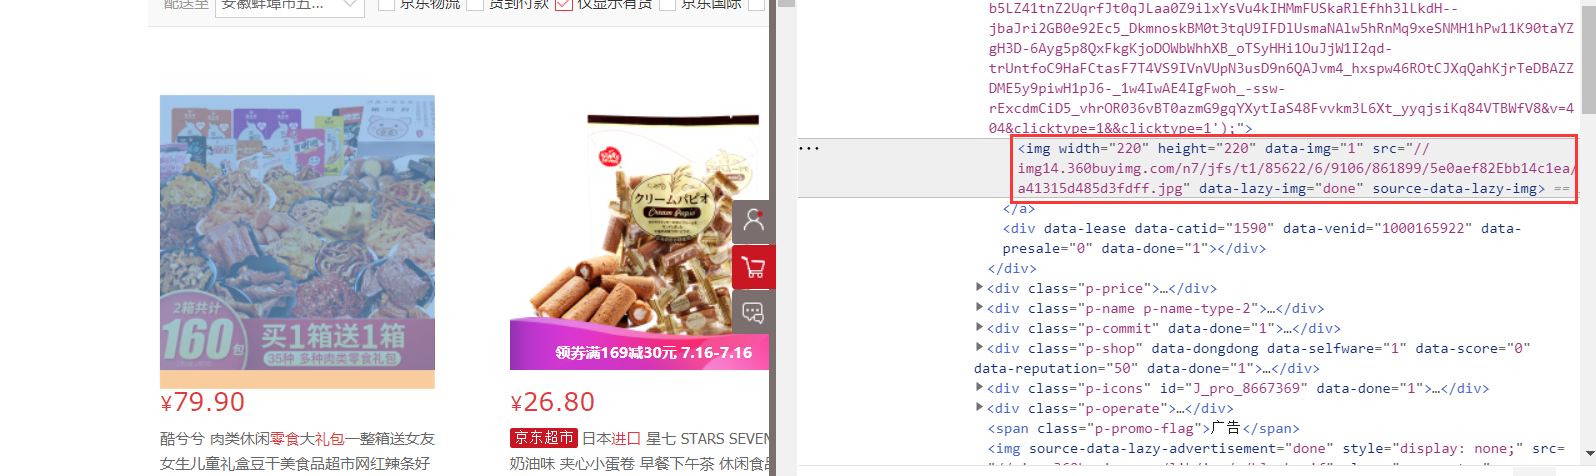 配送至
安徽蚌埠市五...
京东物流
货到付款
仅显示有货
京东国际
2箱共计
160包
买1箱送1箱
35种 多种肉类零食礼包
¥79.90
酷兮兮 肉类休闲零食大礼包一整箱送女友
女生儿童礼盒豆干美食品超市网红辣条好
クリームパピオ
Cream Papio
领券满169减30元 7.16-7.16
¥26.80
京东超市 日本进口 星七 STARS SEVEN
奶油味 夹心小蛋卷 早餐下午茶 休闲食品
b5LZ41tnZ2UqrfJt0qJLaa0Z9ilxYsVu4kIHMmFUSkaRlEfhh3lLkdH--
jbaJri2GB0e92Ec5_DkmnoskBM0t3tqU9IFDlUsmaNAlw5hRnMq9xeSNMH1hPw11K90taYZ
gH3D-6Ayg5p8QxFkgKjoDOWbWhhXB_oTSyHHi1OuJjW1I2qd-
trUntfoC9HaFCtasF7T4VS9IVnVUpN3usD9n6QAJvm4_hxspw46ROtCJXqQahKjrTeDBAZZ
DME5y9piwH1pJ6-_1w4IwAE4IgFwoh_-ssw-
rExcdmCiD5_vhrOR036vBT0azmG9gqYXytIaS48Fvvkm3L6Xt_yyqjsiKq84VTBWfV8&v=4
04&clicktype=1&&clicktype=1');">
···
<img width="220" height="220" data-img="1" src="//
img14.360buyimg.com/n7/jfs/t1/85622/6/9106/861899/5e0aef82Ebb14c1ea/
a41315d485d3fdff.jpg" data-lazy-img="done" source-data-lazy-img> ==
</a>
<div data-lease data-catid="1590" data-venid="1000165922" data-
presale="0" data-done="1"></div>
</div>
<div class="p-price">…</div>
<div class="p-name p-name-type-2">…</div>
<div class="p-commit" data-done="1">…</div>
<div class="p-shop" data-dongdong data-selfware="1" data-score="0"
data-reputation="50" data-done="1">…</div>
<div class="p-icons" id="J_pro_8667369" data-done="1">…</div>
<div class="p-operate">…</div>
<span class="p-promo-flag">广告</span>
<img source-data-lazy-advertisement="done" style="display: none;" src=